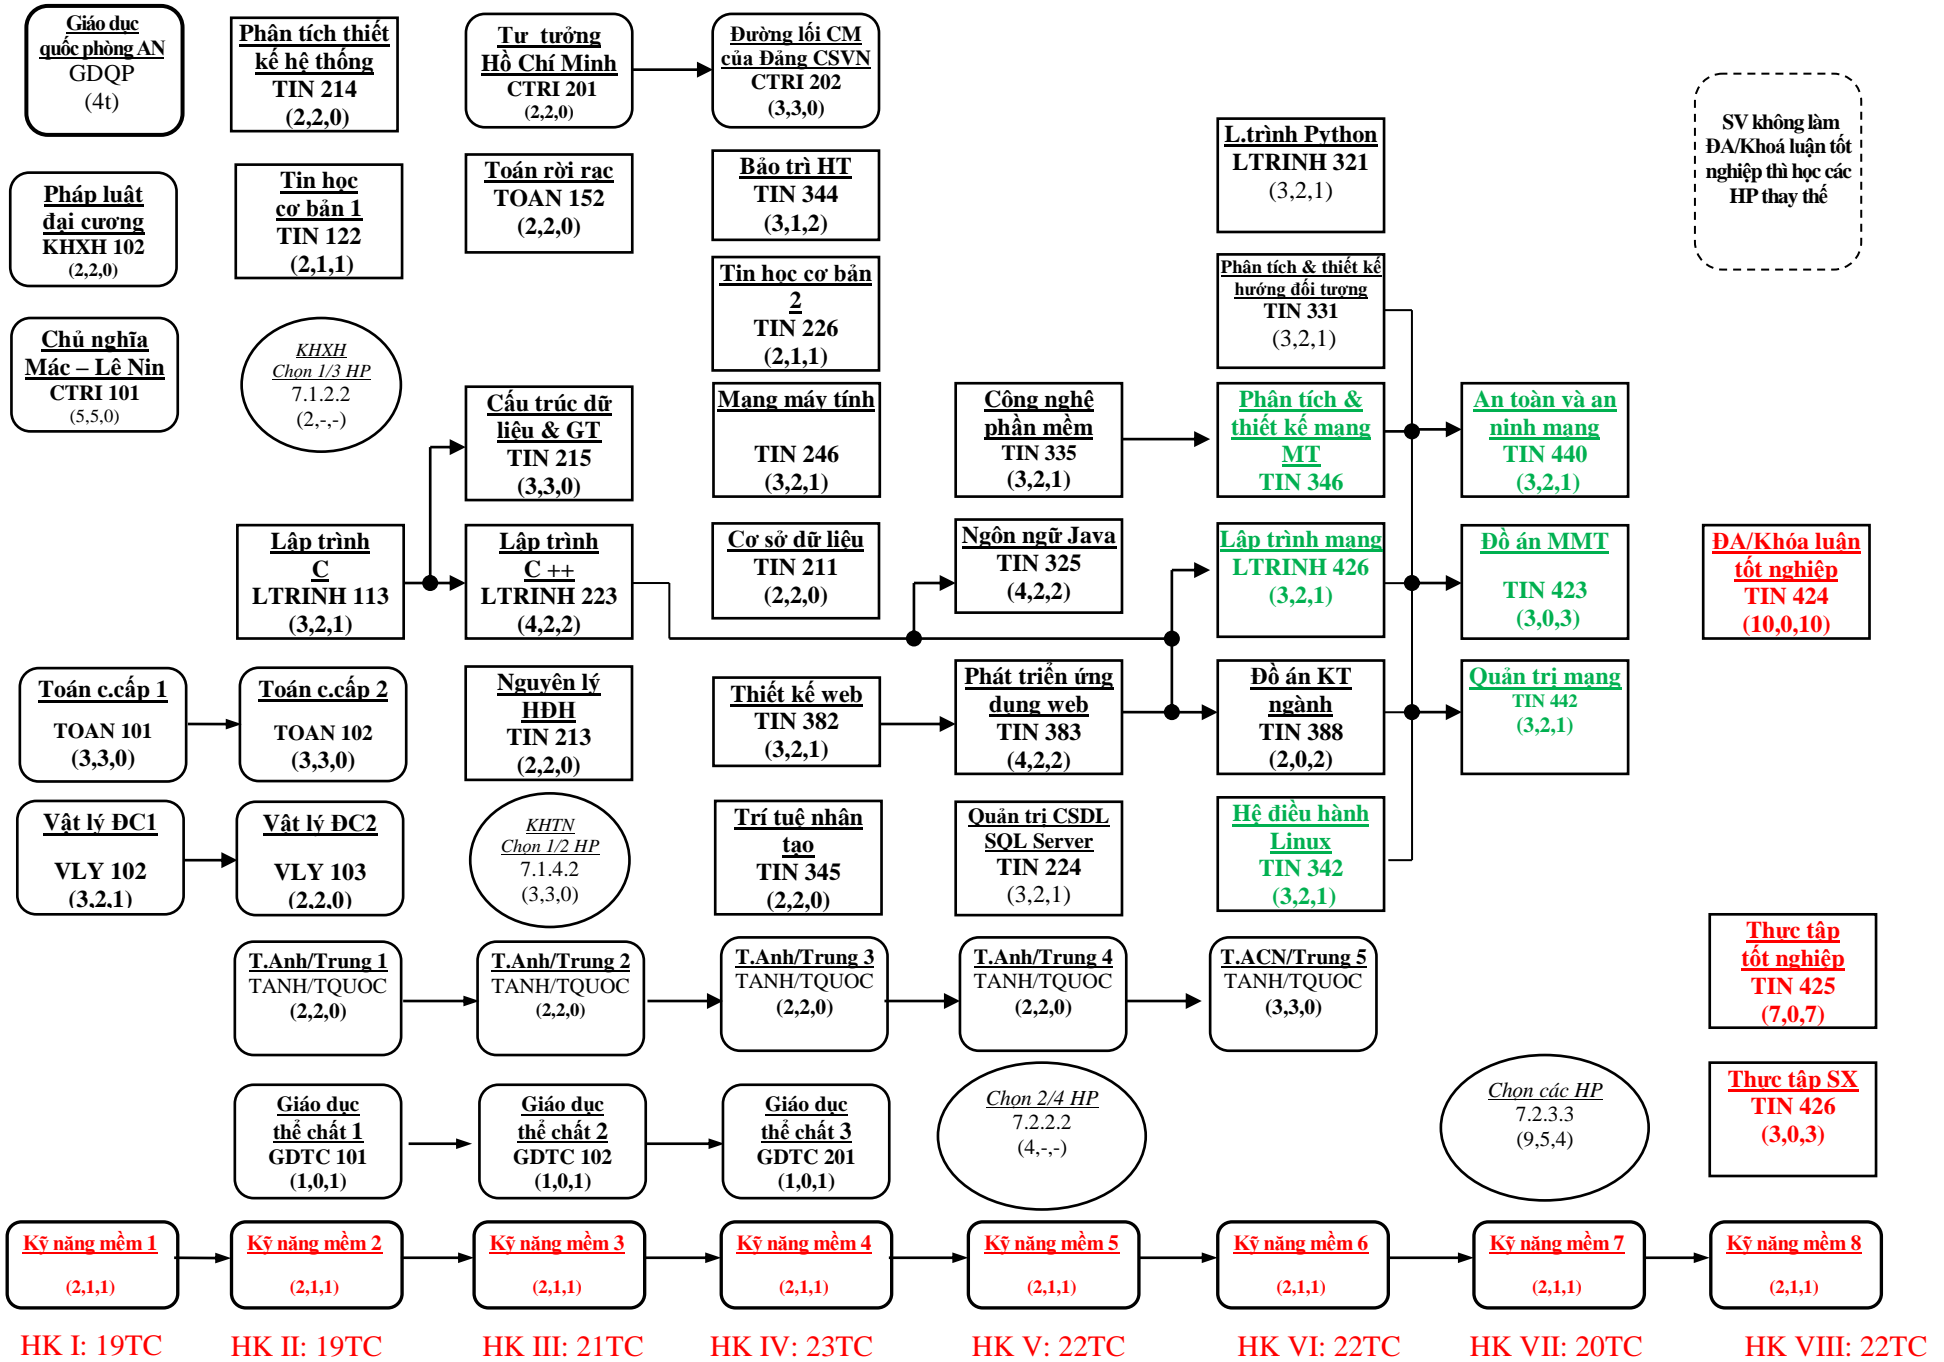 Giáo dục
quốc phòng AN
GDQP
(4t)
Phân tích thiết
kế hệ thống
TIN 214
(2,2,0)
Tư tưởng
Hồ Chí Minh
CTRI 201
(2,2,0)
Đường lối CM
của Đảng CSVN
CTRI 202
(3,3,0)
SV không làm
ĐA/Khoá luận tốt
nghiệp thì học các
HP thay thế
L.trình Python
LTRINH 321
(3,2,1)
Pháp luật
đại cương
KHXH 102
(2,2,0)
Tin học
cơ bản 1
TIN 122
(2,1,1)
Toán rời rạc
TOAN 152
(2,2,0)
Bảo trì HT
TIN 344
(3,1,2)
Tin học cơ bản
2
TIN 226
(2,1,1)
Phân tích & thiết kế
hướng đối tượng
TIN 331
(3,2,1)
Chủ nghĩa
Mác – Lê Nin
CTRI 101
(5,5,0)
KHXH
Chọn 1/3 HP
7.1.2.2
(2,-,-)
Cấu trúc dữ
liệu & GT
TIN 215
(3,3,0)
Mạng máy tính
TIN 246
(3,2,1)
Công nghệ
phần mềm
TIN 335
(3,2,1)
Phân tích &
thiết kế mạng
MT
TIN 346
An toàn và an
ninh mạng
TIN 440
(3,2,1)
Lập trình
C
LTRINH 113
(3,2,1)
Lập trình
C ++
LTRINH 223
(4,2,2)
Cơ sở dữ liệu
TIN 211
(2,2,0)
Ngôn ngữ Java
TIN 325
(4,2,2)
Lập trình mạng
LTRINH 426
(3,2,1)
Đồ án MMT
TIN 423
(3,0,3)
ĐA/Khóa luận
tốt nghiệp
TIN 424
(10,0,10)
Toán c.cấp 1
TOAN 101
(3,3,0)
Toán c.cấp 2
TOAN 102
(3,3,0)
Nguyên lý
HĐH
TIN 213
(2,2,0)
Thiết kế web
TIN 382
(3,2,1)
Phát triển ứng
dụng web
TIN 383
(4,2,2)
Đồ án KT
ngành
TIN 388
(2,0,2)
Quản trị mạng
TIN 442
(3,2,1)
Vật lý ĐC1
VLY 102
(3,2,1)
Vật lý ĐC2
VLY 103
(2,2,0)
KHTN
Chọn 1/2 HP
7.1.4.2
(3,3,0)
Trí tuệ nhân
tạo
TIN 345
(2,2,0)
Quản trị CSDL
SQL Server
TIN 224
(3,2,1)
Hệ điều hành
Linux
TIN 342
(3,2,1)
T.Anh/Trung 1
TANH/TQUOC
(2,2,0)
T.Anh/Trung 2
TANH/TQUOC
(2,2,0)
T.Anh/Trung 3
TANH/TQUOC
(2,2,0)
T.Anh/Trung 4
TANH/TQUOC
(2,2,0)
T.ACN/Trung 5
TANH/TQUOC
(3,3,0)
Thực tập
tốt nghiệp
TIN 425
(7,0,7)
Giáo dục
thể chất 1
GDTC 101
(1,0,1)
Giáo dục
thể chất 2
GDTC 102
(1,0,1)
Giáo dục
thể chất 3
GDTC 201
(1,0,1)
Chọn 2/4 HP
7.2.2.2
(4,-,-)
Chọn các HP
7.2.3.3
(9,5,4)
Thực tập SX
TIN 426
(3,0,3)
Kỹ năng mềm 1
(2,1,1)
Kỹ năng mềm 2
(2,1,1)
Kỹ năng mềm 3
(2,1,1)
Kỹ năng mềm 4
(2,1,1)
Kỹ năng mềm 5
(2,1,1)
Kỹ năng mềm 6
(2,1,1)
Kỹ năng mềm 7
(2,1,1)
Kỹ năng mềm 8
(2,1,1)
HK I: 19TC
HK II: 19TC
HK III: 21TC
HK IV: 23TC
HK V: 22TC
HK VI: 22TC
HK VII: 20TC
HK VIII: 22TC